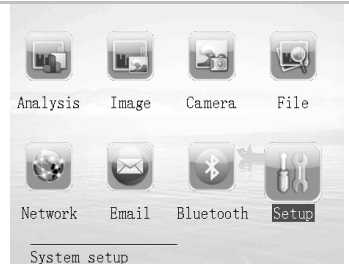 Analysis Image Camera File
Network Email Bluetooth Setup
System setup